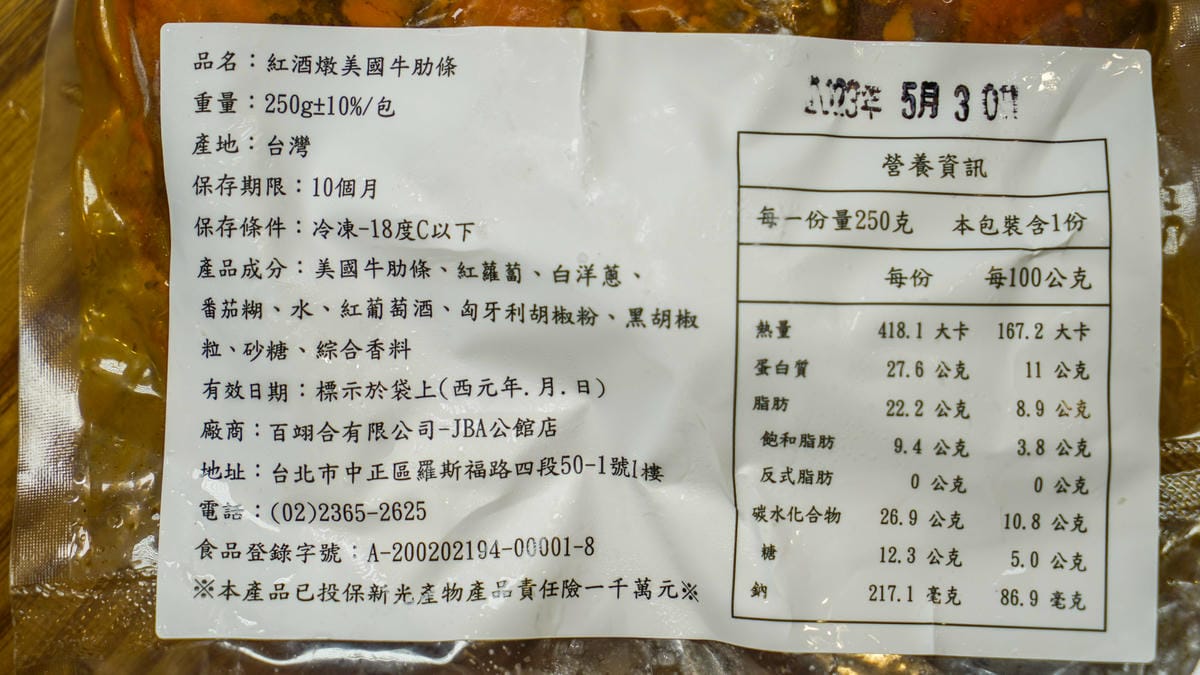 品名：紅酒燉美國牛肋條
重量：250g±10%/包
產地：台灣
保存期限：10個月
保存條件：冷凍-18度C以下
產品成分：美國牛肋條、紅蘿蔔、白洋蔥、
番茄糊、水、紅葡萄酒、匈牙利胡椒粉、黑胡椒
粒、砂糖、綜合香料
有效日期：標示於袋上(西元年.月.日)
廠商：百翊合有限公司-JBA公館店
地址：台北市中正區羅斯福路四段50-1號1樓
電話：(02)2365-2625
食品登錄字號：A-200202194-00001-8
※本產品已投保新光產物產品責任險一千萬元※
2023年 5月 30日
營養資訊
每一份量250克 本包裝含1份
每份 每100公克
熱量 418.1 大卡 167.2 大卡
蛋白質 27.6 公克 11 公克
脂肪 22.2 公克 8.9 公克
飽和脂肪 9.4 公克 3.8 公克
反式脂肪 0 公克 0 公克
碳水化合物 26.9 公克 10.8 公克
糖 12.3 公克 5.0 公克
鈉 217.1 毫克 86.9 毫克